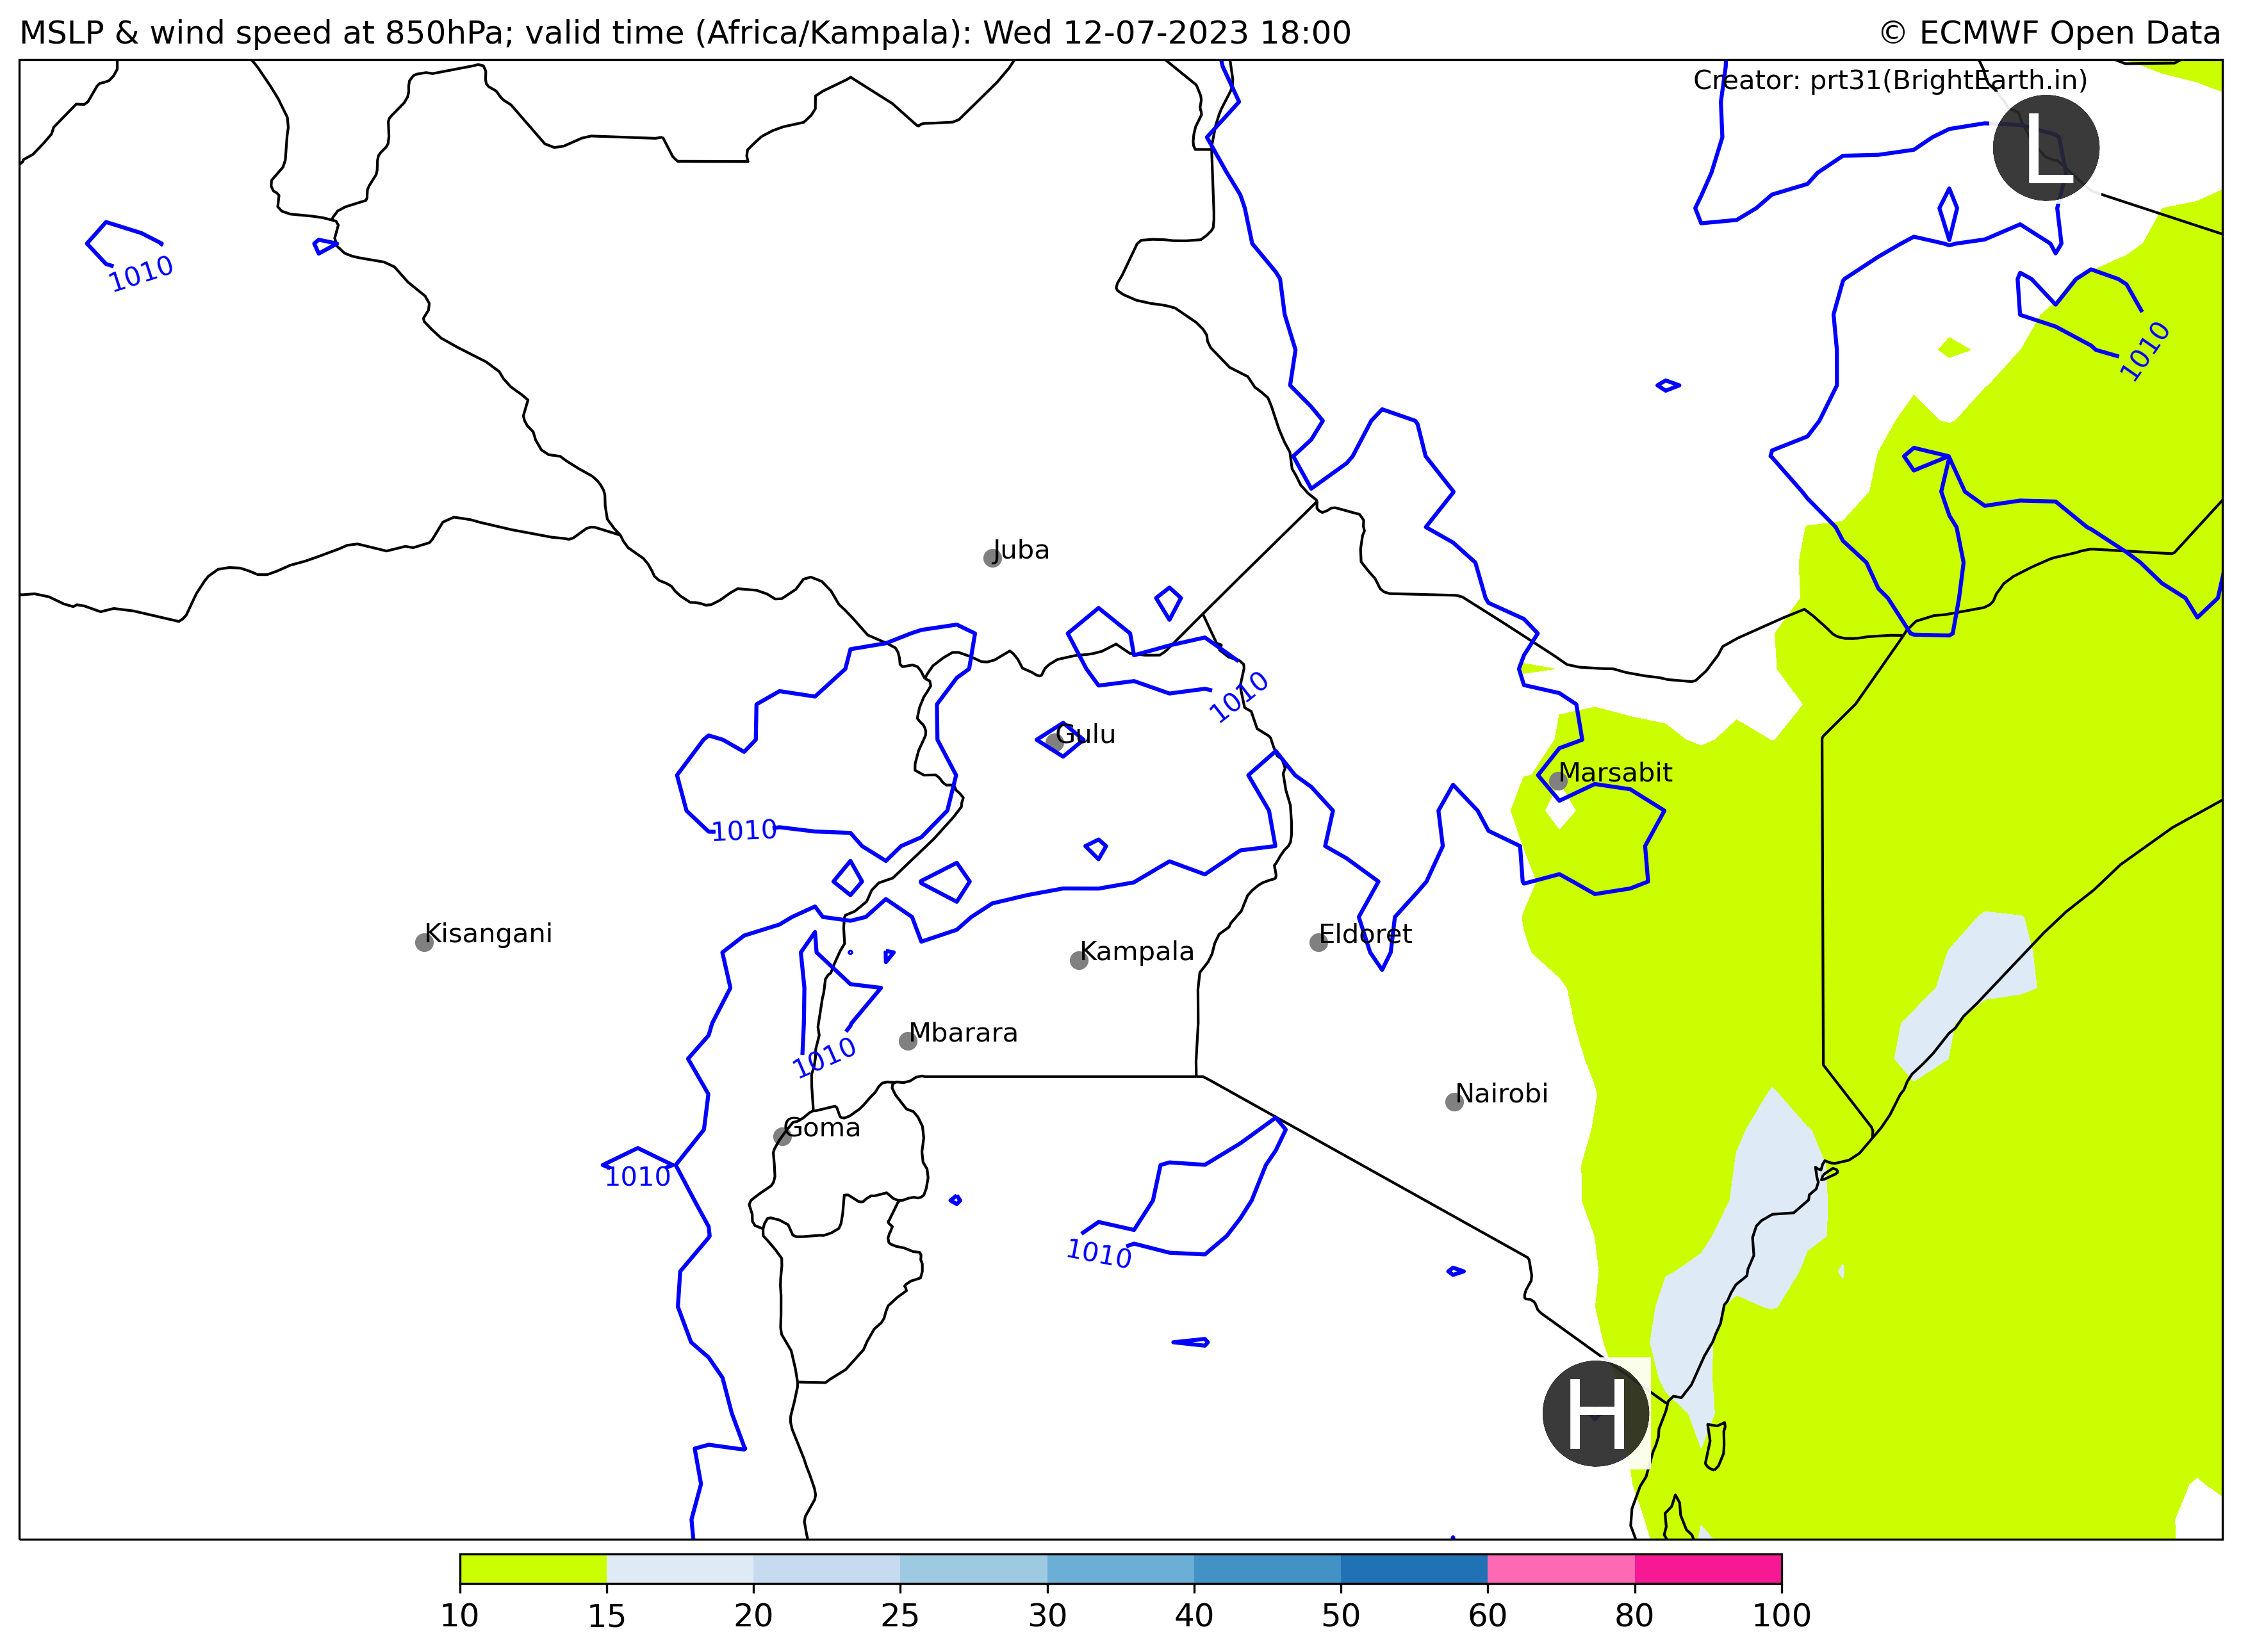 MSLP & wind speed at 850hPa; valid time (Africa/Kampala): Wed 12-07-2023 18:00
© ECMWF Open Data
Creator: prt31(BrightEarth.in)
L
1010
1010
Juba
1010
Gulu
Marsabit
1010
Kisangani
Eldoret
Kampala
Mbarara
1010
Nairobi
Goma
1010
1010
H
10 15 20 25 30 40 50 60 80 100